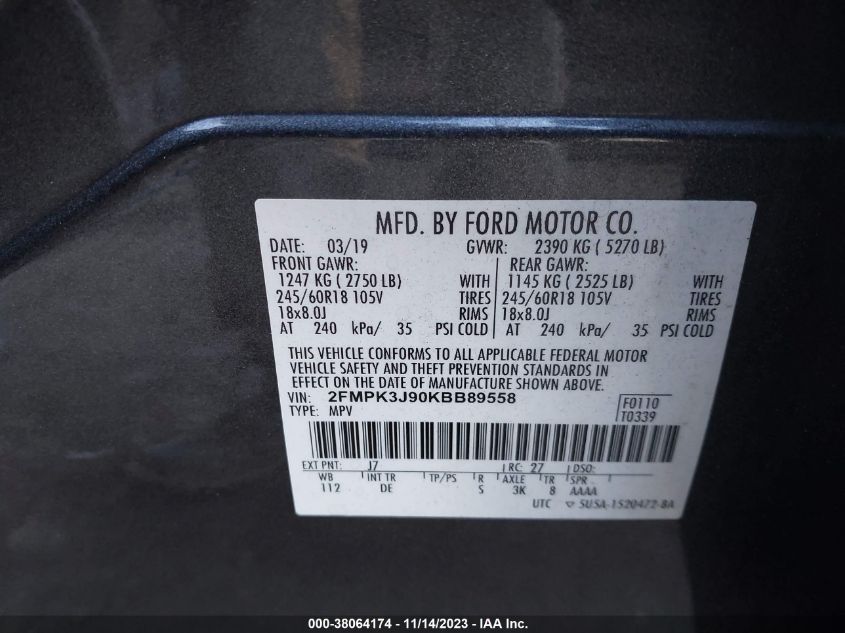 MFD. BY FORD MOTOR CO.
DATE: 03/19 GVWR: 2390 KG ( 5270 LB)
FRONT GAWR: REAR GAWR:
1247 KG ( 2750 LB) WITH 1145 KG ( 2525 LB) WITH
245/60R18 105V TIRES 245/60R18 105V TIRES
18x8.0J RIMS 18x8.0J RIMS
AT 240 kPa/ 35 PSI COLD AT 240 kPa/ 35 PSI COLD
THIS VEHICLE CONFORMS TO ALL APPLICABLE FEDERAL MOTOR
VEHICLE SAFETY AND THEFT PREVENTION STANDARDS IN
EFFECT ON THE DATE OF MANUFACTURE SHOWN ABOVE.
VIN: 2FMPK3J90KBB89558 F0110
TYPE: MPV T0339
EXT PNT: J7 RC: 27 DSO:
WB INT TR TP/PS R AXLE TR SPR
112 DE S 3K 8 AAAA
UTC ▽ SUSA-1520472-BA
000-38064174 - 11/14/2023 - IAA Inc.